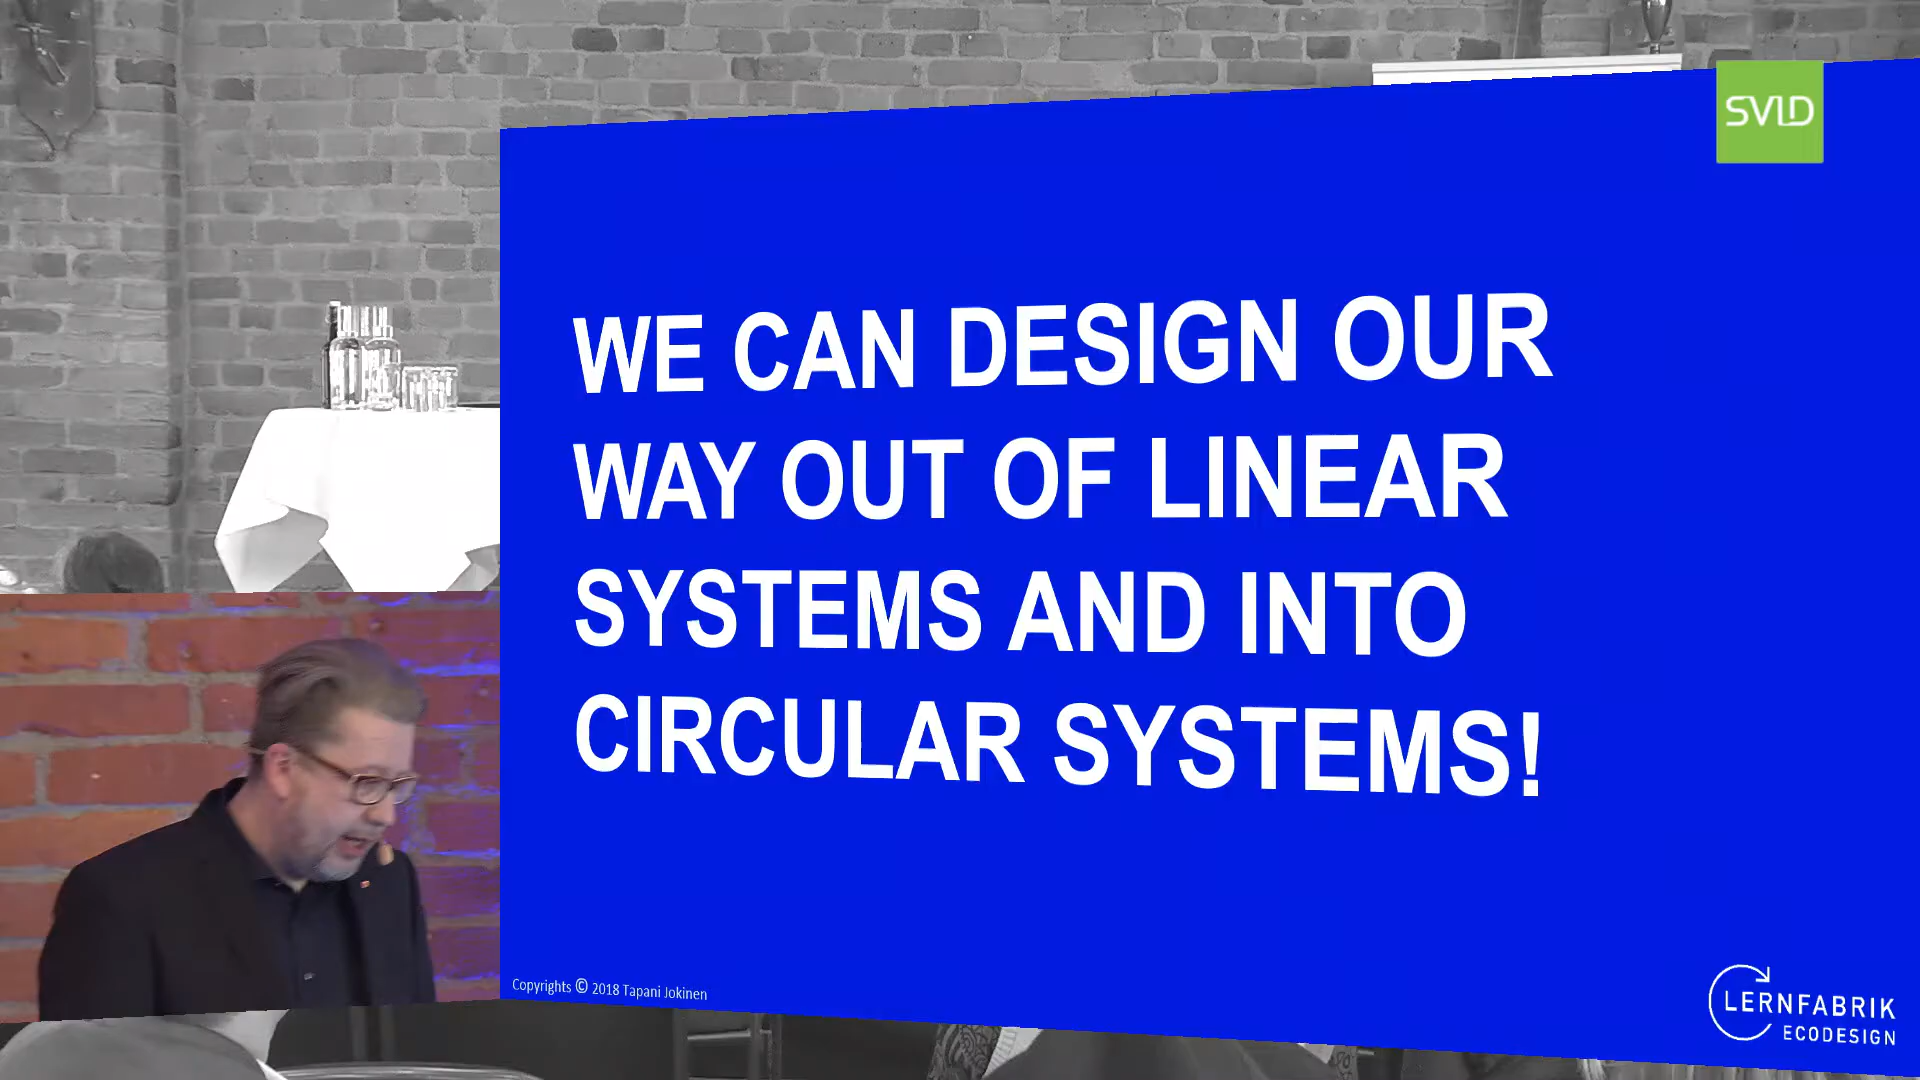 SVID
WE CAN DESIGN OUR
WAY OUT OF LINEAR
SYSTEMS AND INTO
CIRCULAR SYSTEMS!
Copyrights © 2018 Tapani Jokinen
LERNFABRIK
ECODESIGN